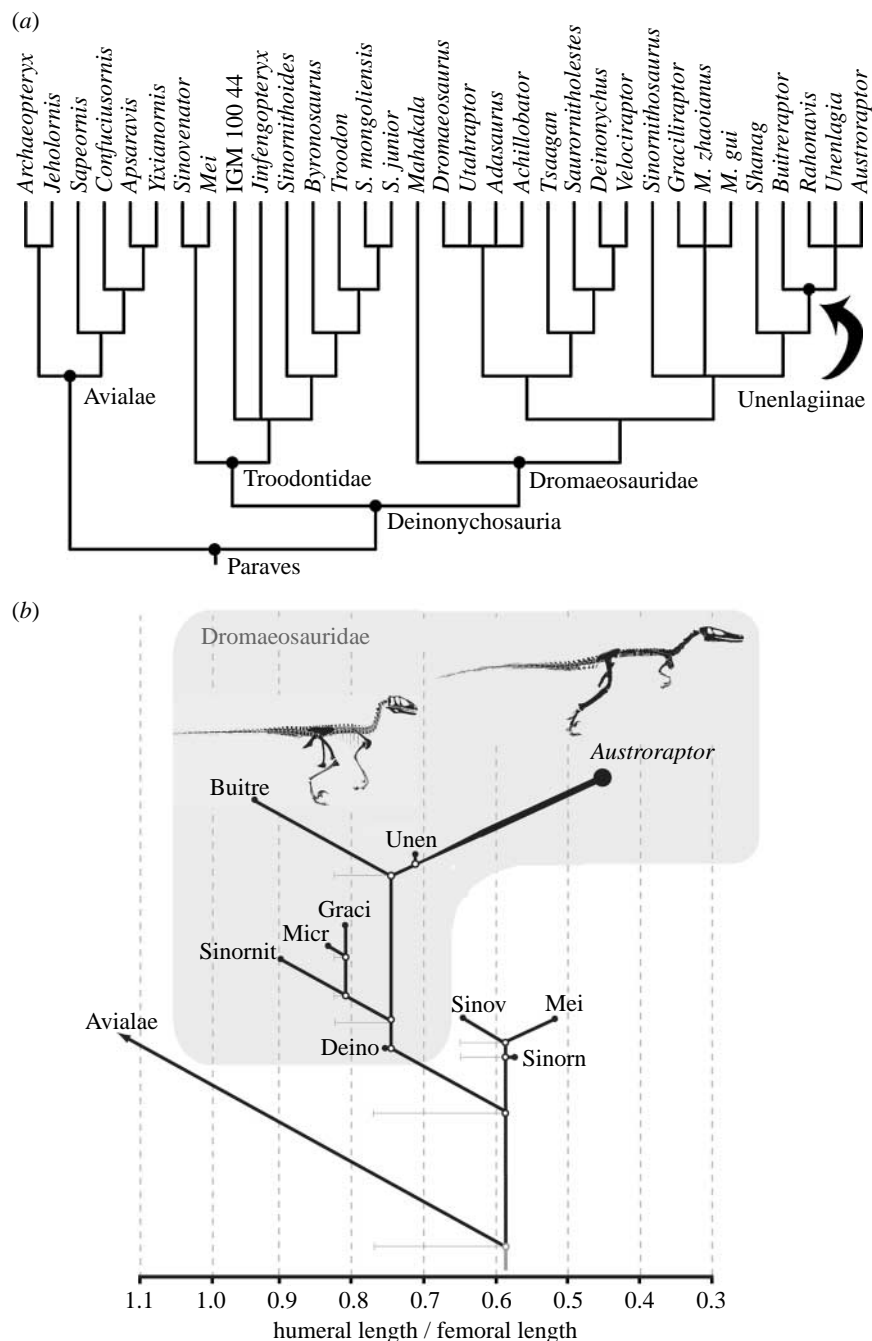 (a)
Archaeopteryx
Jeholornis
Sapeornis
Confuciusornis
Apsaravis
Yixianornis
Sinovenator
Mei
IGM 100 44
Jinfengopteryx
Sinornithoides
Byronosaurus
Troodon
S. mongoliensis
S. junior
Mahakala
Dromaeosaurus
Utahraptor
Adasaurus
Achillobator
Tsaagan
Saurornitholestes
Deinonychus
Velociraptor
Sinornithosaurus
Graciliraptor
M. zhaoianus
M. gui
Shanag
Buitreraptor
Rahonavis
Unenlagia
Austroraptor
Avialae
Unenlagiinae
Troodontidae
Dromaeosauridae
Deinonychosauria
Paraves
(b)
Dromaeosauridae
Austroraptor
Buitre
Unen
Graci
Micr
Sinornit
Sinov
Mei
Avialae
Deino
Sinorn
1.1 1.0 0.9 0.8 0.7 0.6 0.5 0.4 0.3
humeral length / femoral length